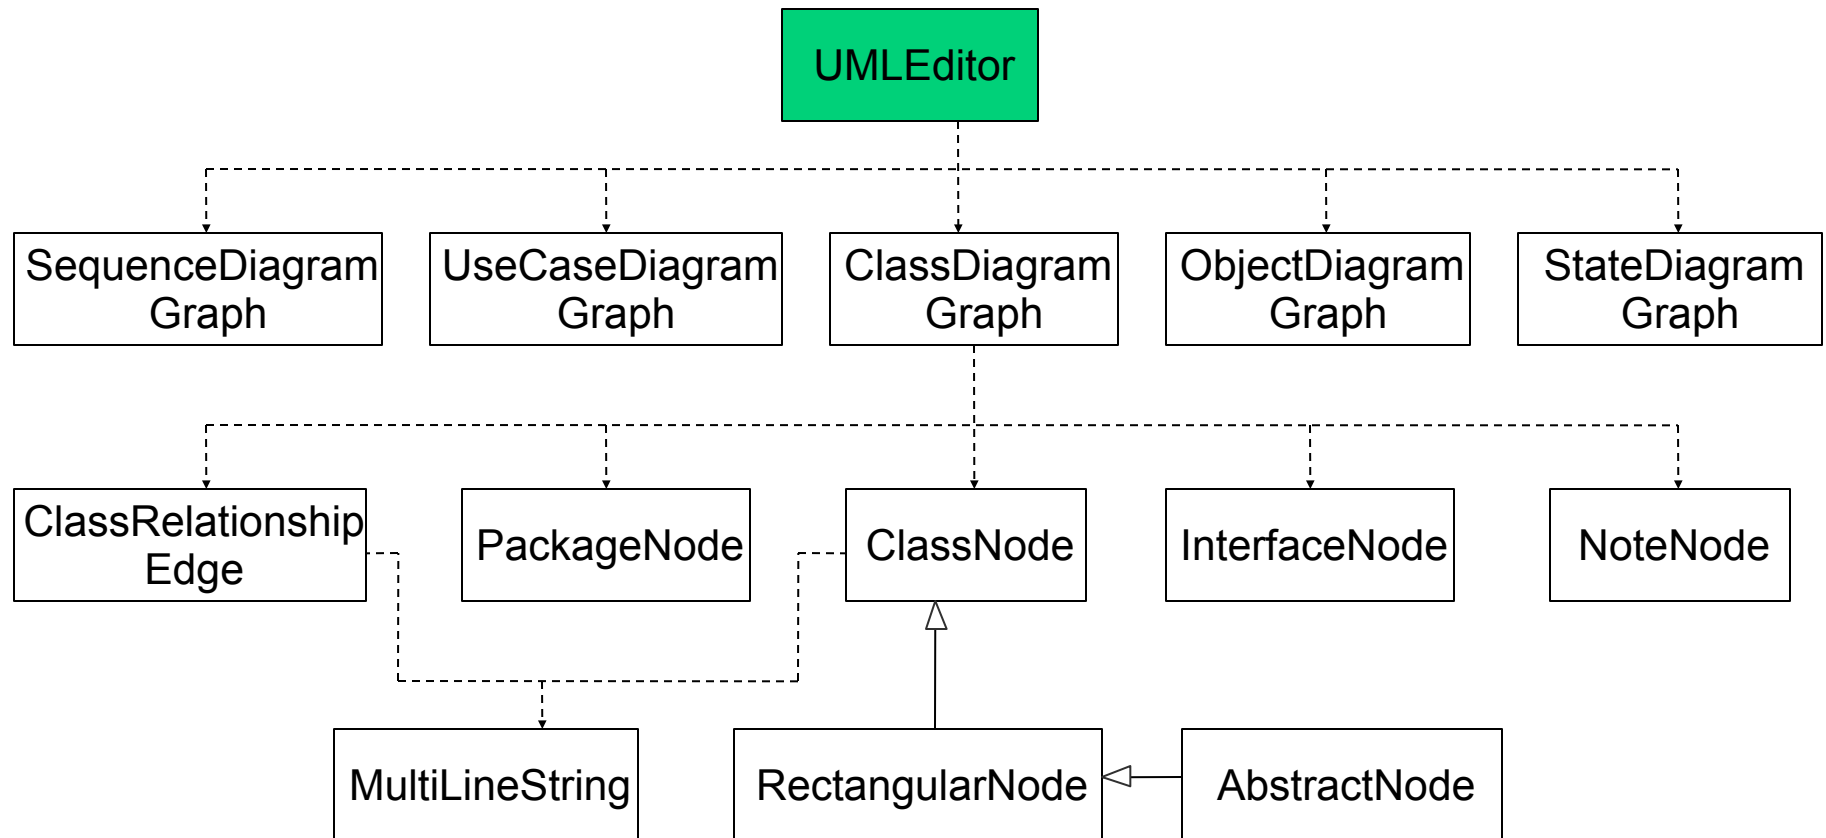 UMLEditor
SequenceDiagram
Graph
UseCaseDiagram
Graph
ClassDiagram
Graph
ObjectDiagram
Graph
StateDiagram
Graph
ClassRelationship
Edge
PackageNode
ClassNode
InterfaceNode
NoteNode
MultiLineString
RectangularNode
AbstractNode